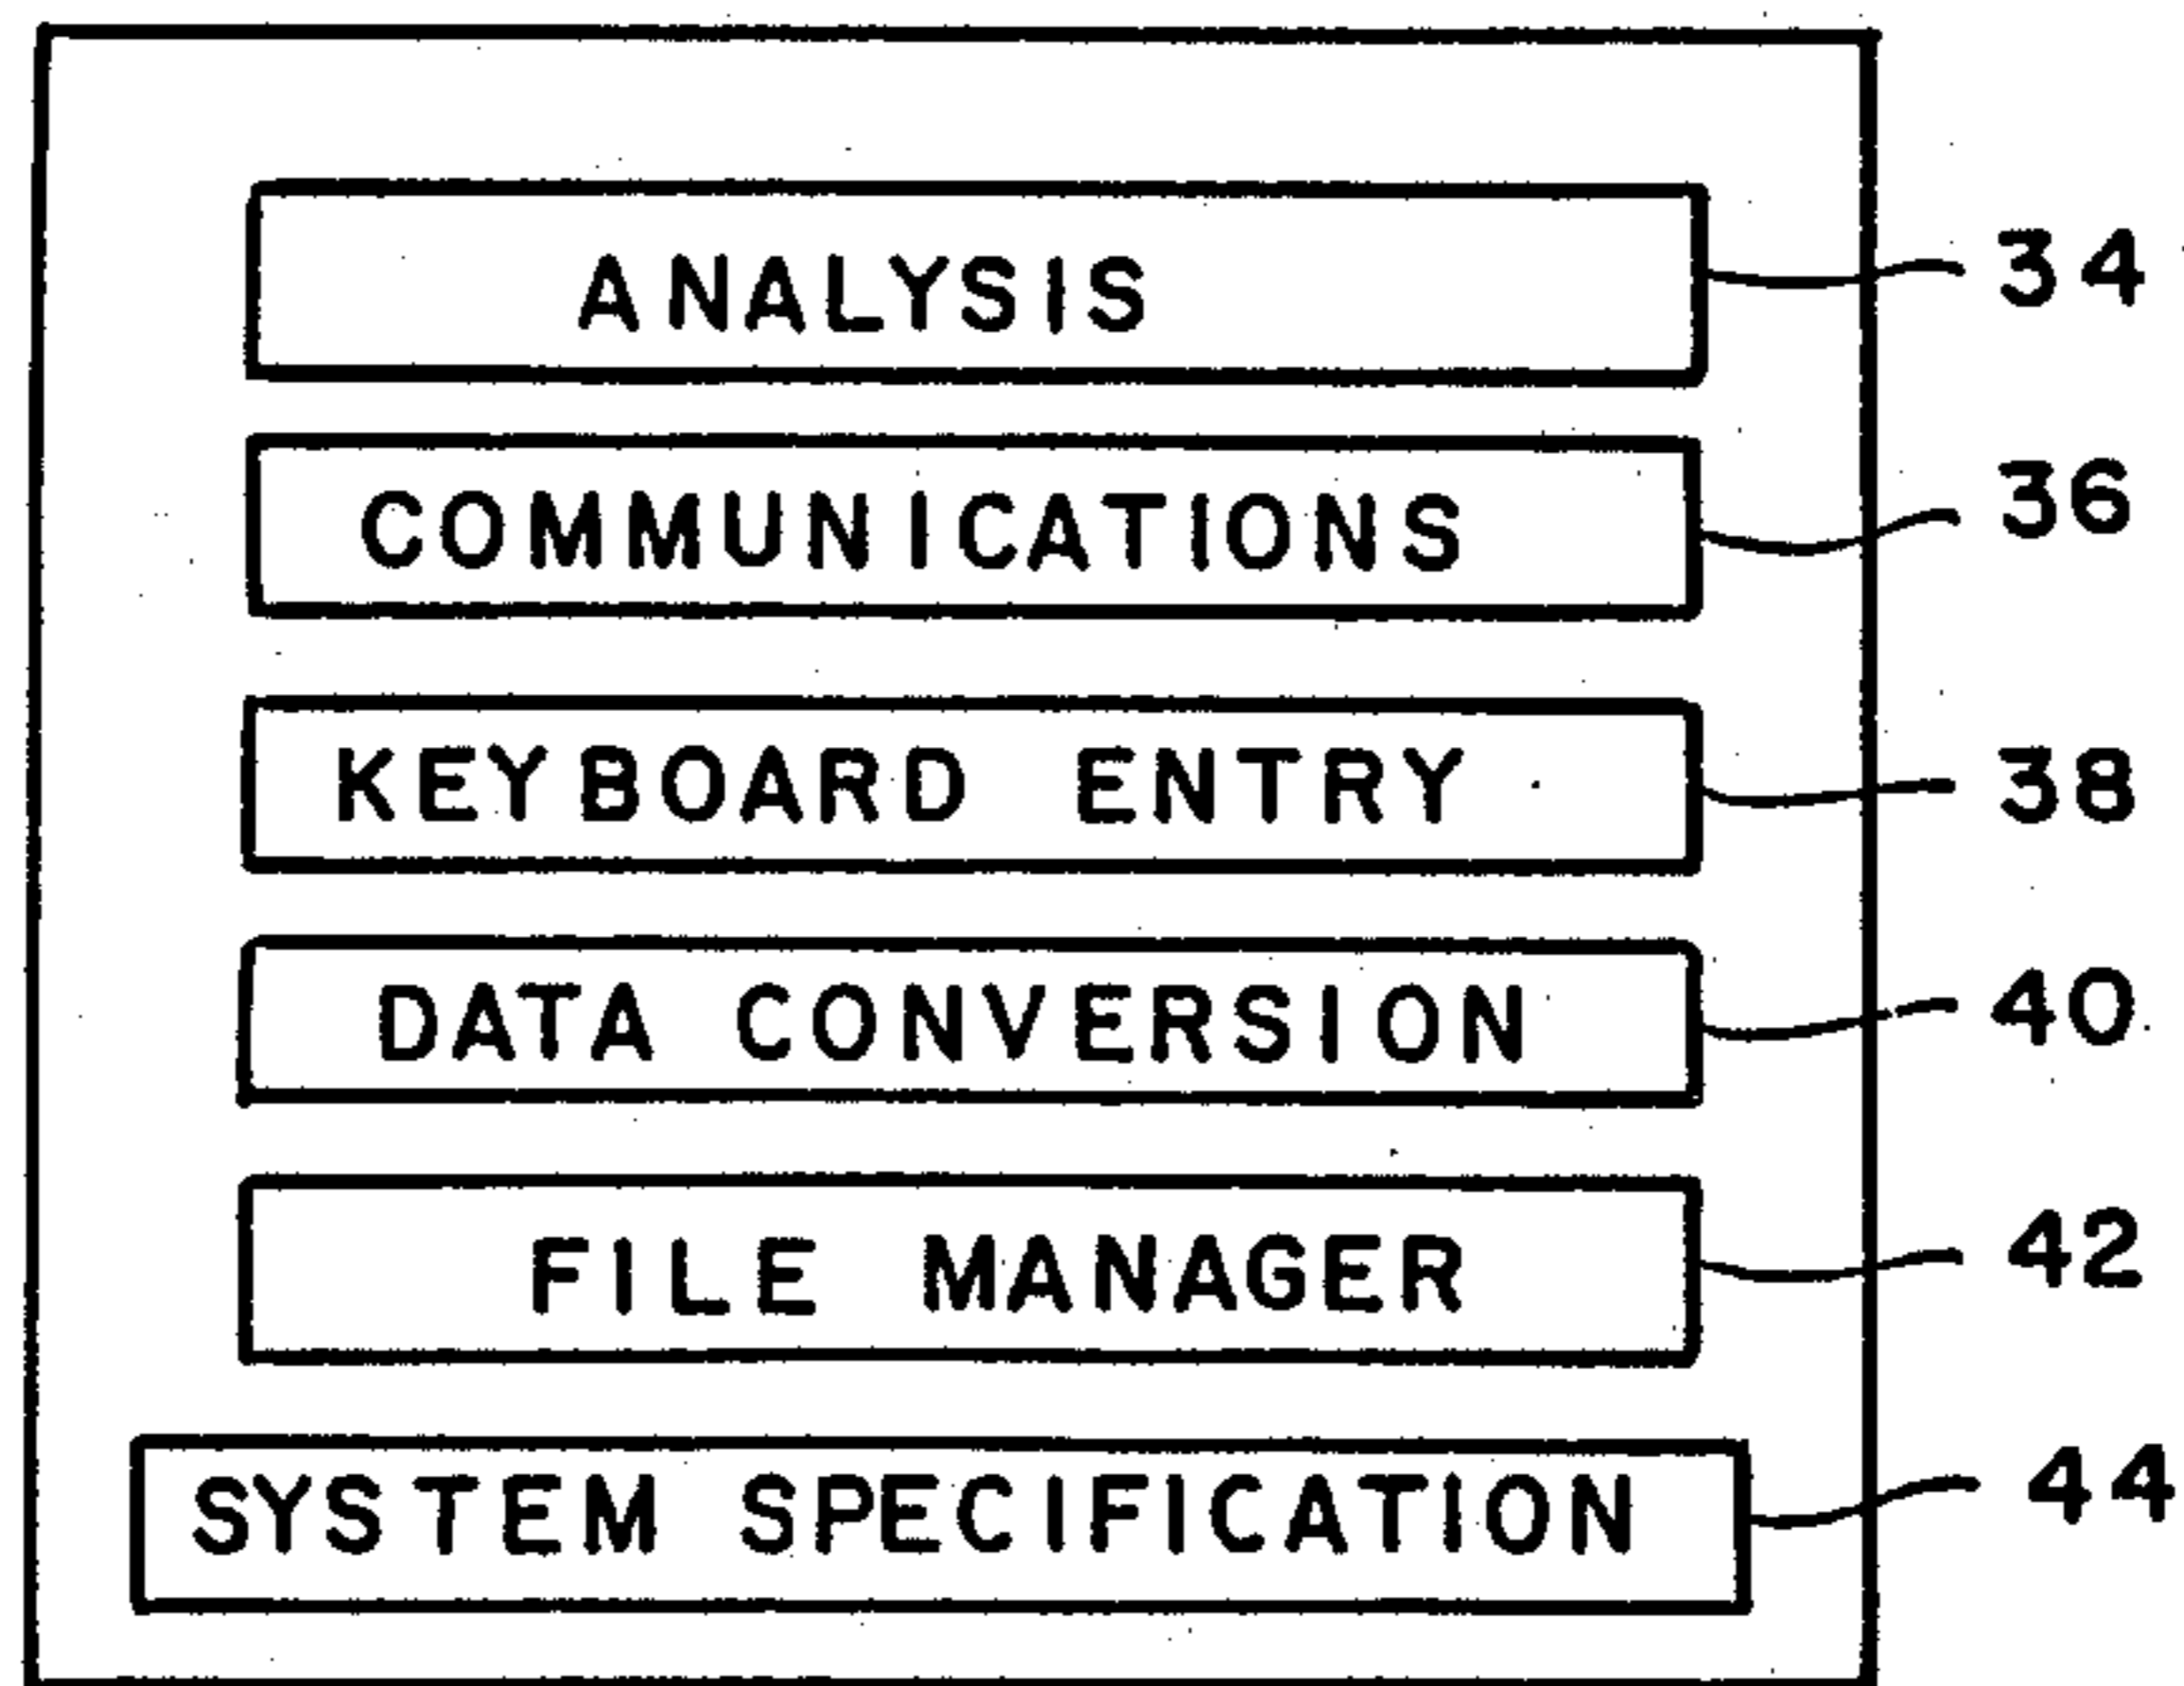 ANALYSIS 34
COMMUNICATIONS 36
KEYBOARD ENTRY 38
DATA CONVERSION 40
FILE MANAGER 42
SYSTEM SPECIFICATION 44